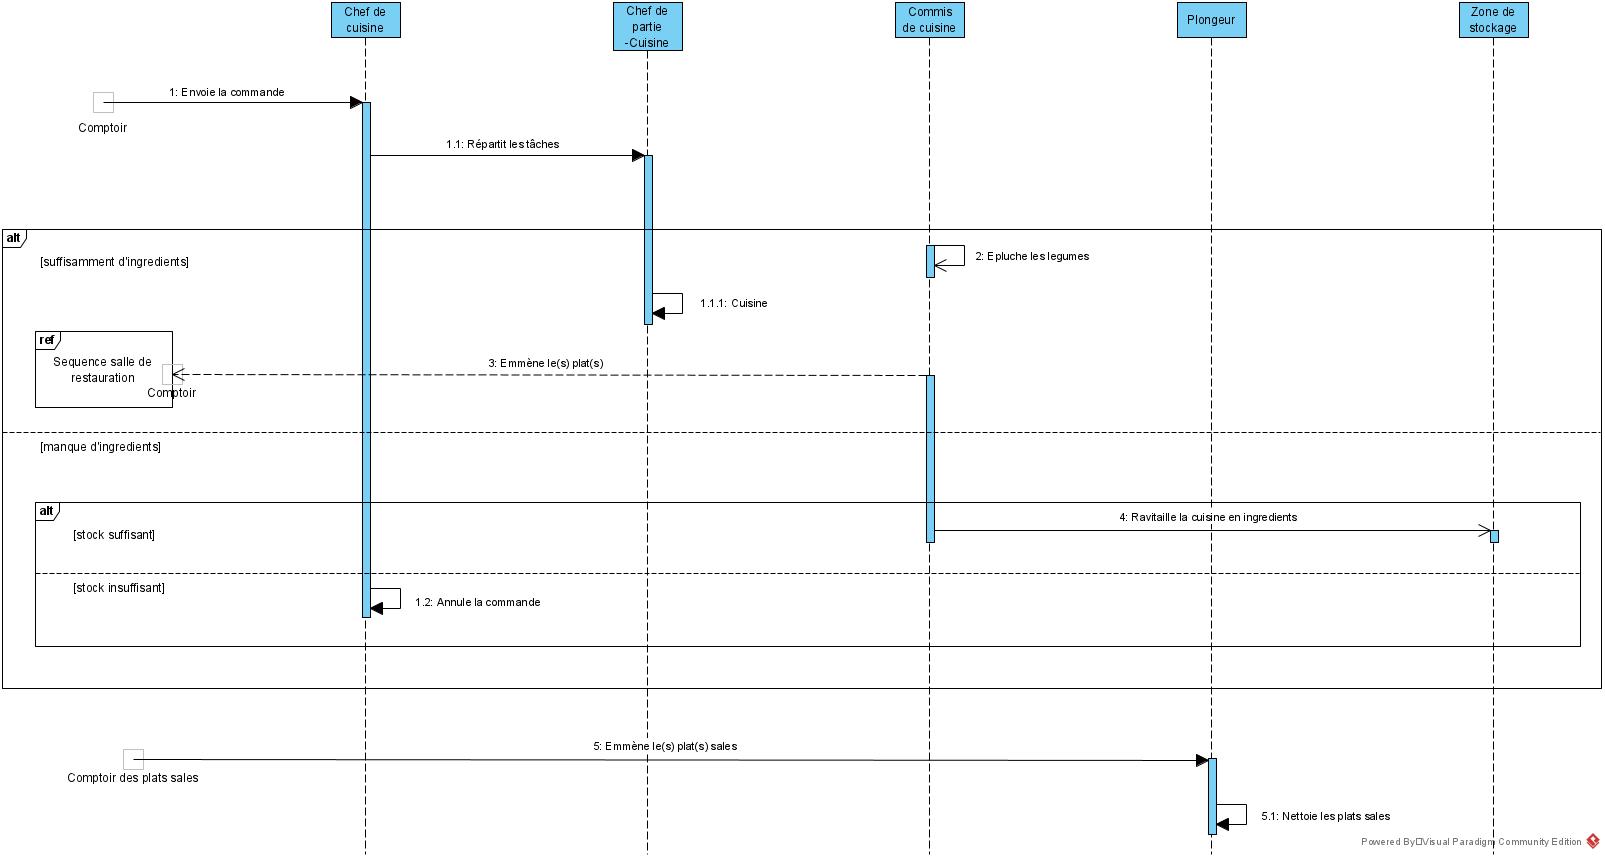 Chef de
cuisine
Chef de
partie
-Cuisine
Commis
de cuisine
Plongeur
Zone de
stockage
1: Envoie la commande
Comptoir
1.1: Répartit les tâches
alt
[suffisamment d'ingredients]
2: Epluche les legumes
1.1.1: Cuisine
ref
Sequence salle de
restauration
3: Emmène le(s) plat(s)
Comptoir
[manque d'ingredients]
alt
[stock suffisant]
4: Ravitaille la cuisine en ingredients
[stock insuffisant]
1.2: Annule la commande
5: Emmène le(s) plat(s) sales
Comptoir des plats sales
5.1: Nettoie les plats sales
Powered By Visual Paradigm Community Edition